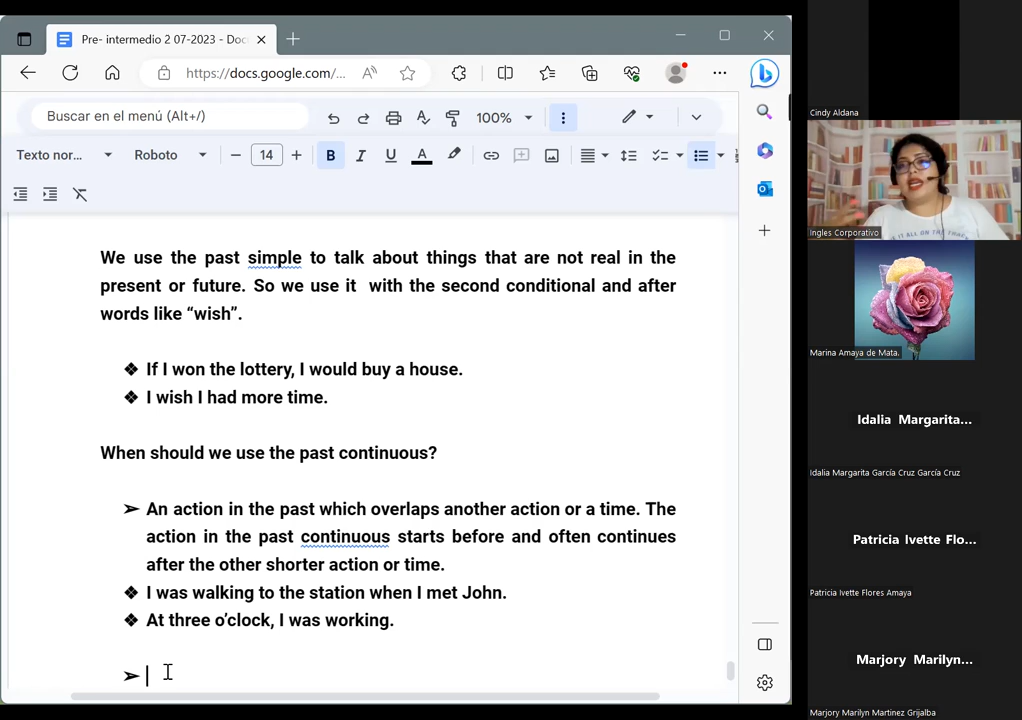 Pre- intermedio 2 07-2023 - Doc
https://docs.google.com/...
Buscar en el menú (Alt+/)
100%
Texto nor...
Roboto
14
B
I
U
A
We use the past simple to talk about things that are not real in the
present or future. So we use it with the second conditional and after
words like “wish”.
❖ If I won the lottery, I would buy a house.
❖ I wish I had more time.
When should we use the past continuous?
➢ An action in the past which overlaps another action or a time. The
action in the past continuous starts before and often continues
after the other shorter action or time.
❖ I was walking to the station when I met John.
❖ At three o’clock, I was working.
➢
Cindy Aldana
Ingles Corporativo
Marina Amaya de Mata.
Idalia Margarita...
Idalia Margarita García Cruz García Cruz
Patricia Ivette Flo...
Patricia Ivette Flores Amaya
Marjory Marilyn...
Marjory Marilyn Martinez Grijalba